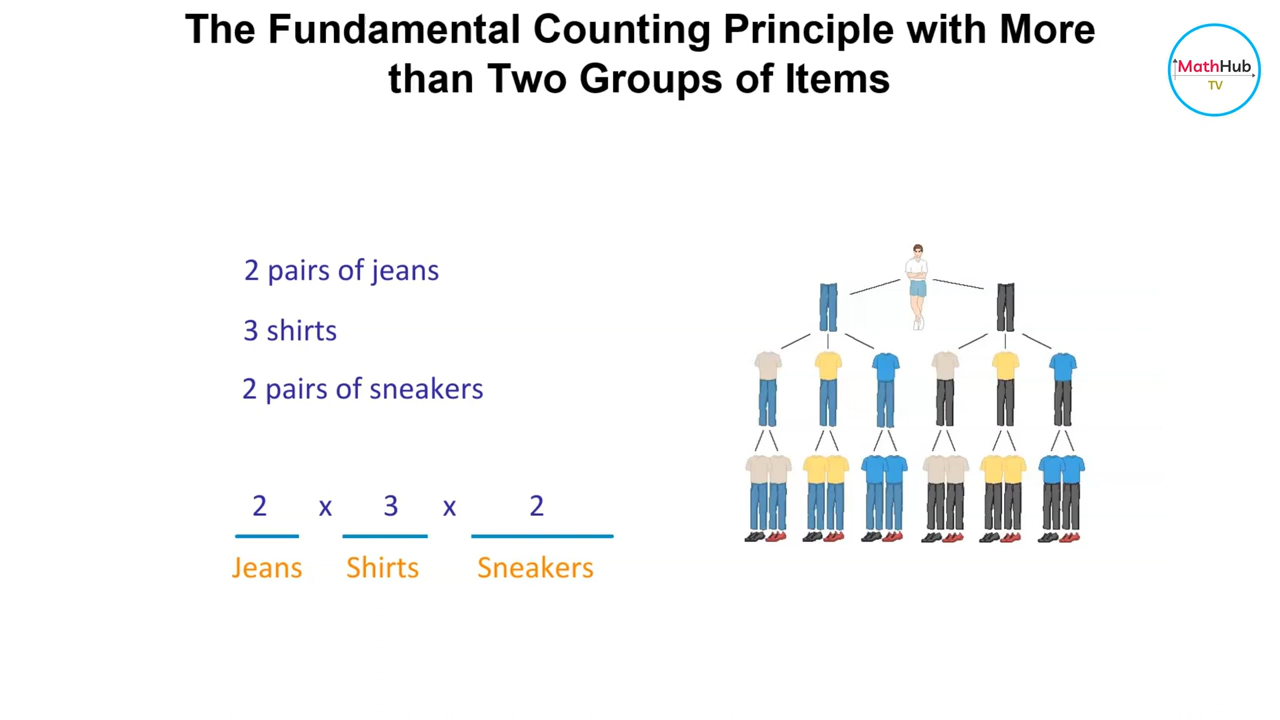 The Fundamental Counting Principle with More
than Two Groups of Items
MathHub
TV
2 pairs of jeans
3 shirts
2 pairs of sneakers
2 x 3 x 2
Jeans Shirts Sneakers